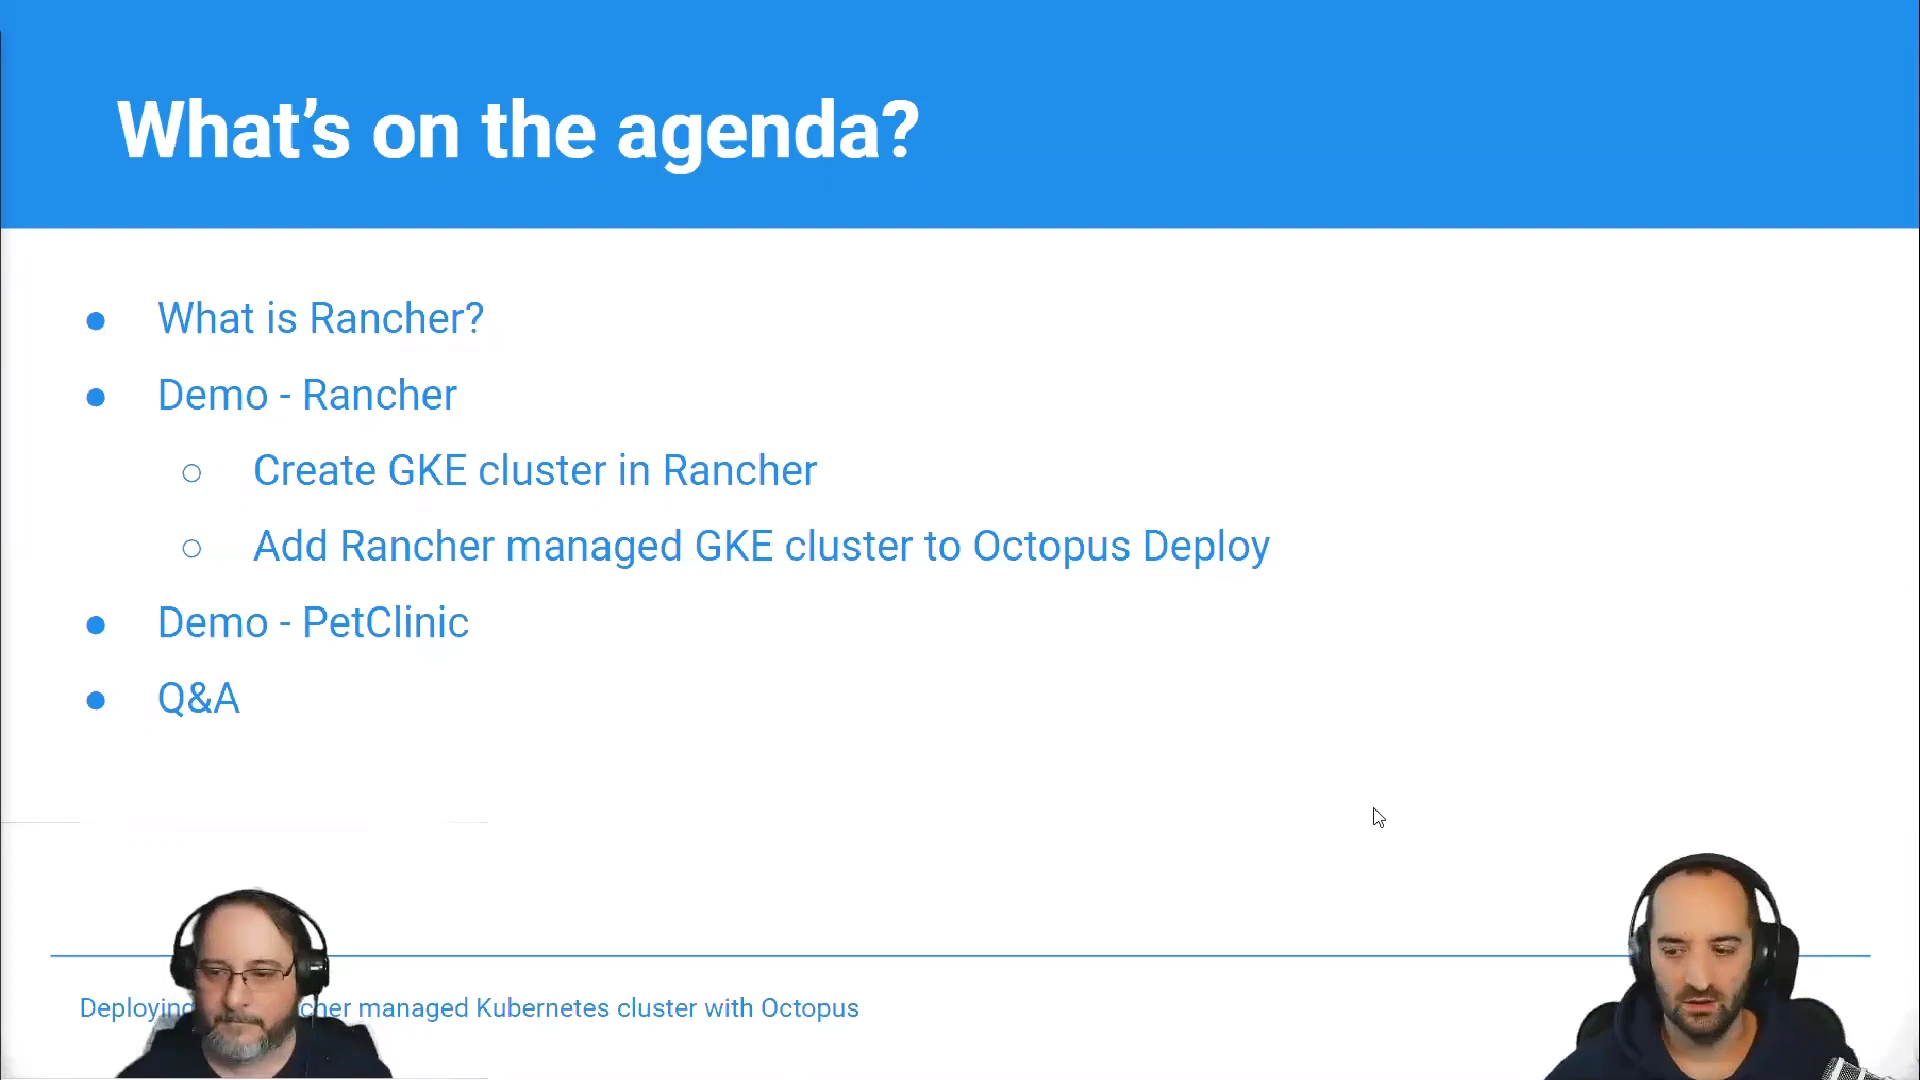 What's on the agenda?
● What is Rancher?
● Demo - Rancher
○ Create GKE cluster in Rancher
○ Add Rancher managed GKE cluster to Octopus Deploy
● Demo - PetClinic
● Q&A
Deploying managed Kubernetes cluster with Octopus